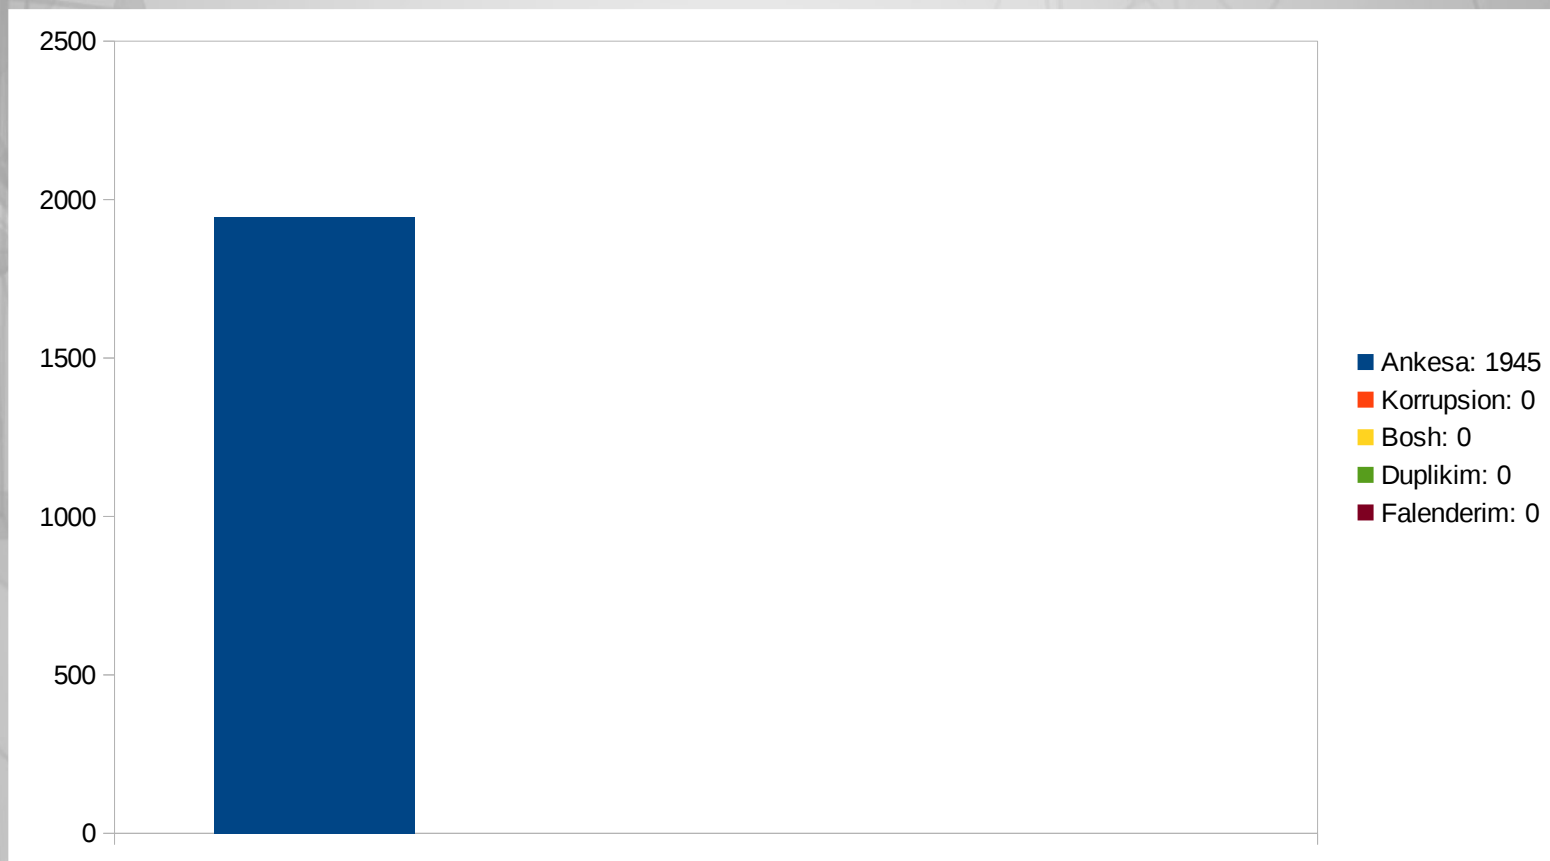 2500
2000
1500
1000
500
0
Ankesa: 1945
Korrupsion: 0
Bosh: 0
Duplikim: 0
Falenderim: 0